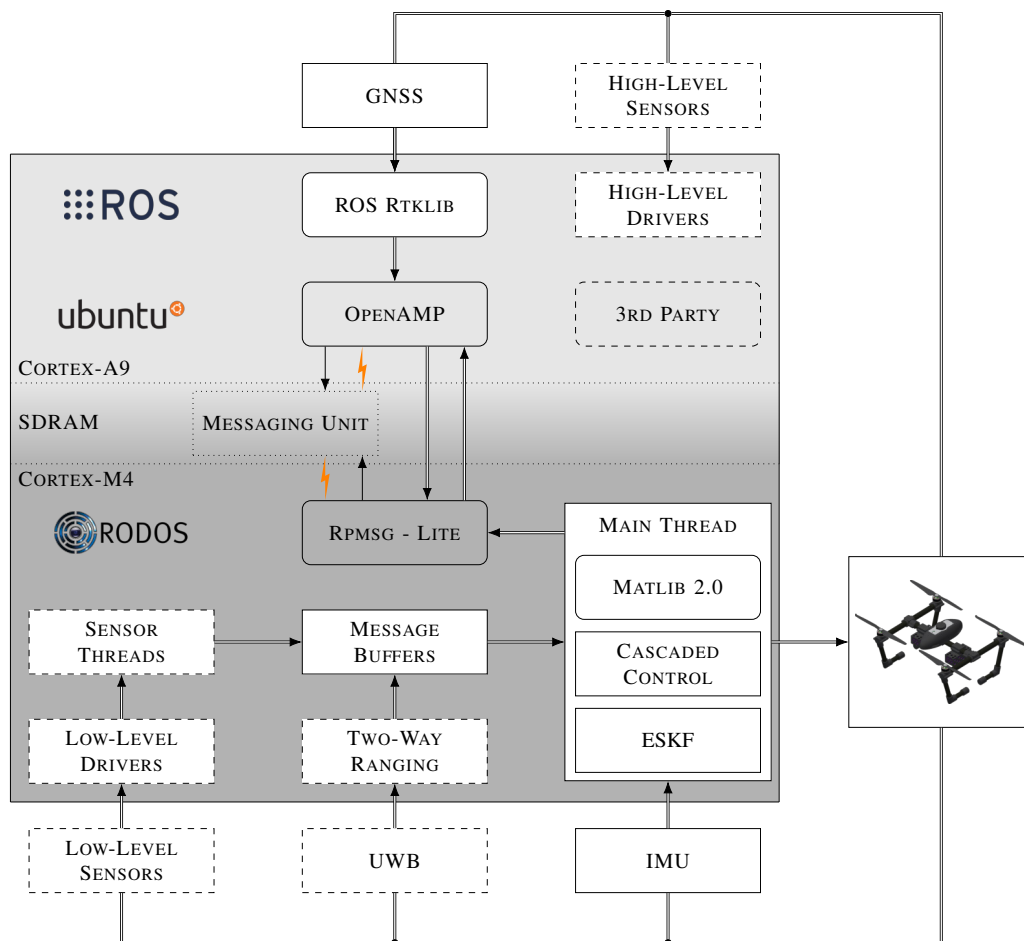 GNSS
HIGH-LEVEL
SENSORS
ROS
ROS RTKLIB
HIGH-LEVEL
DRIVERS
ubuntu
OPENAMP
3RD PARTY
CORTEX-A9
SDRAM
MESSAGING UNIT
CORTEX-M4
RODOS
RPMSG - LITE
MAIN THREAD
MATLIB 2.0
SENSOR
THREADS
MESSAGE
BUFFERS
CASCADED
CONTROL
LOW-LEVEL
DRIVERS
TWO-WAY
RANGING
ESKF
LOW-LEVEL
SENSORS
UWB
IMU